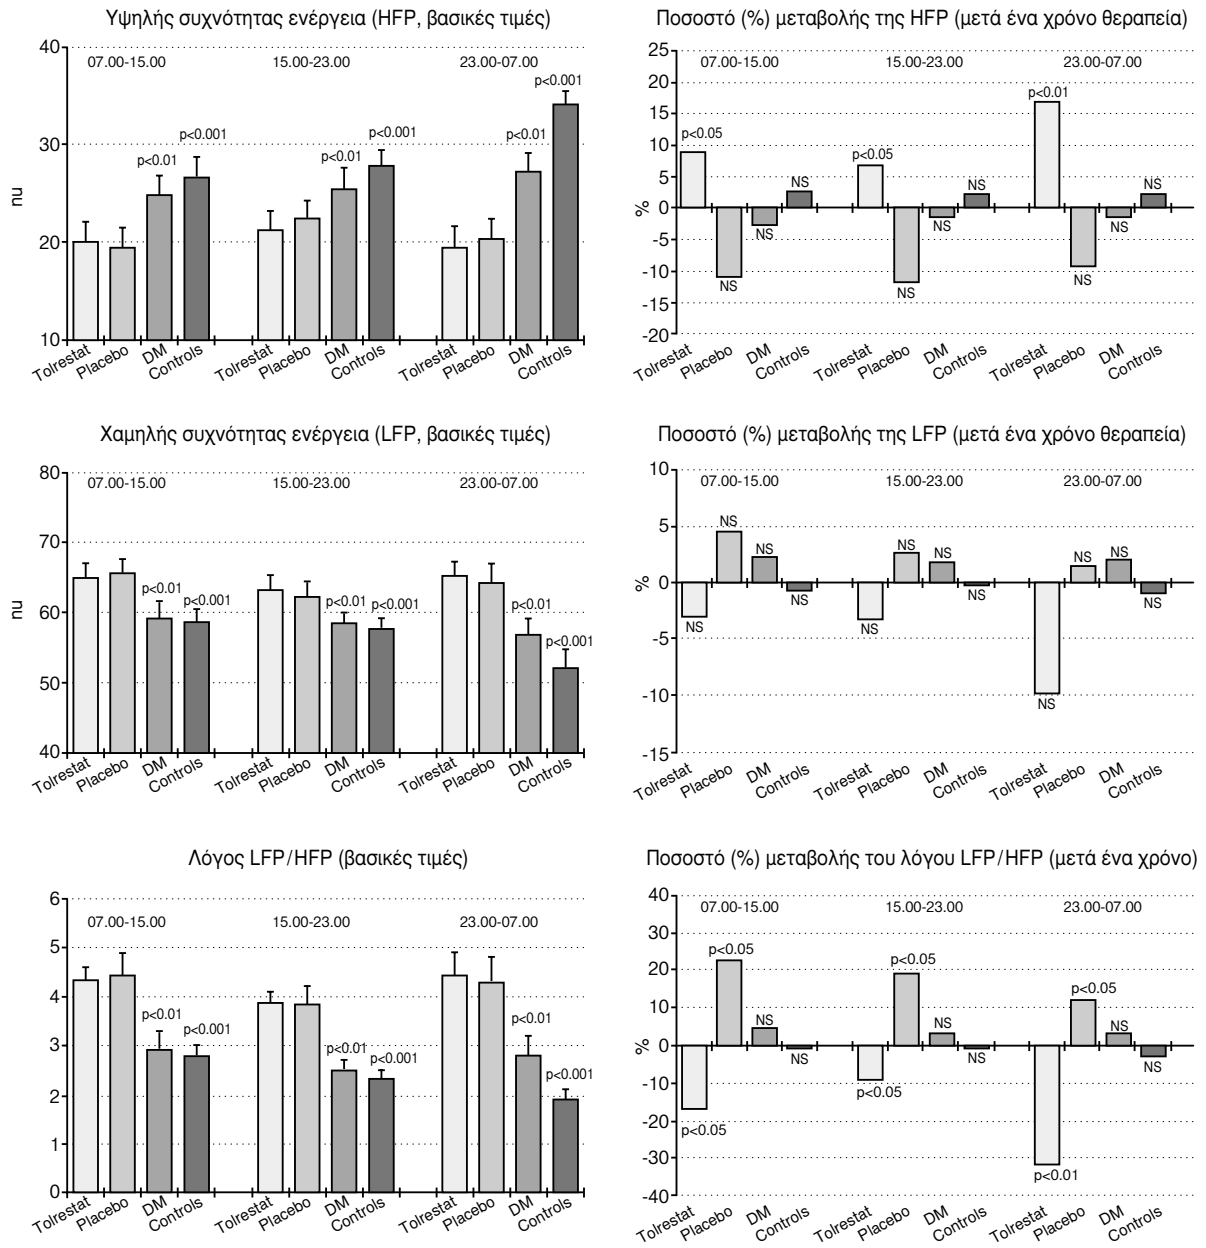 Υψηλής συχνότητας ενέργεια (HFP, βασικές τιμές)
40
07.00-15.00 15.00-23.00 23.00-07.00
p<0.001
p<0.001 p<0.001 p<0.01
30
p<0.01 p<0.01
nu
20
10
Tolrestat Placebo DM Controls Tolrestat Placebo DM Controls Tolrestat Placebo DM Controls
Ποσοστό (%) μεταβολής της HFP (μετά ένα χρόνο θεραπεία)
25
07.00-15.00 15.00-23.00 23.00-07.00
20
p<0.01
15
p<0.05
10
p<0.05
5
NS NS NS
%
0
NS NS NS
-5
-10
NS NS NS
-15
-20
Tolrestat Placebo DM Controls Tolrestat Placebo DM Controls Tolrestat Placebo DM Controls
Χαμηλής συχνότητας ενέργεια (LFP, βασικές τιμές)
80
07.00-15.00 15.00-23.00 23.00-07.00
70
p<0.01 p<0.001 p<0.01 p<0.001 p<0.01
60
nu
p<0.001
50
40
Tolrestat Placebo DM Controls Tolrestat Placebo DM Controls Tolrestat Placebo DM Controls
Ποσοστό (%) μεταβολής της LFP (μετά ένα χρόνο θεραπεία)
10
07.00-15.00 15.00-23.00 23.00-07.00
5
NS NS NS NS NS NS
%
0
NS NS NS NS NS NS
-5
-10
-15
Tolrestat Placebo DM Controls Tolrestat Placebo DM Controls Tolrestat Placebo DM Controls
Λόγος LFP/HFP (βασικές τιμές)
6
07.00-15.00 15.00-23.00 23.00-07.00
5
4
p<0.01 p<0.001 p<0.01 p<0.001 p<0.01
3
p<0.001
2
1
0
Tolrestat Placebo DM Controls Tolrestat Placebo DM Controls Tolrestat Placebo DM Controls
Ποσοστό (%) μεταβολής του λόγου LFP/HFP (μετά ένα χρόνο)
40
07.00-15.00 15.00-23.00 23.00-07.00
30
p<0.05 p<0.05
20
p<0.05
10
NS NS NS
%
0
NS NS NS
-10
p<0.05 p<0.05
-20
-30
p<0.01
-40
Tolrestat Placebo DM Controls Tolrestat Placebo DM Controls Tolrestat Placebo DM Controls